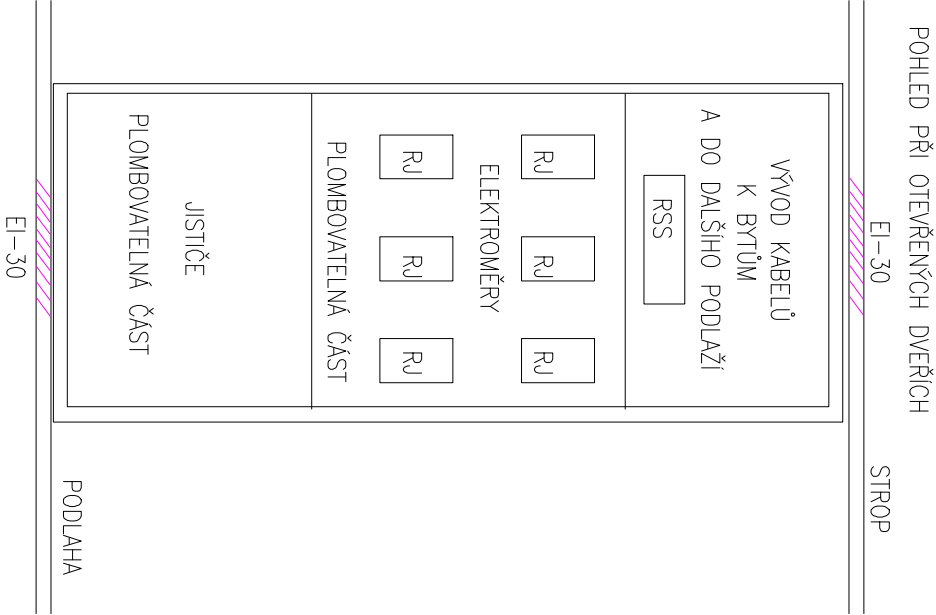 POHLED PŘI OTEVŘENÝCH DVEŘÍCH
EI-30
STROP
VÝVOD KABELŮ
K BYTŮM
A DO DALŠÍHO PODLAŽÍ
RSS
RJ RJ RJ
ELEKTROMĚRY
RJ RJ RJ
PLOMBOVATELNÁ ČÁST
JISTIČE
PLOMBOVATELNÁ ČÁST
PODLAHA
EI-30